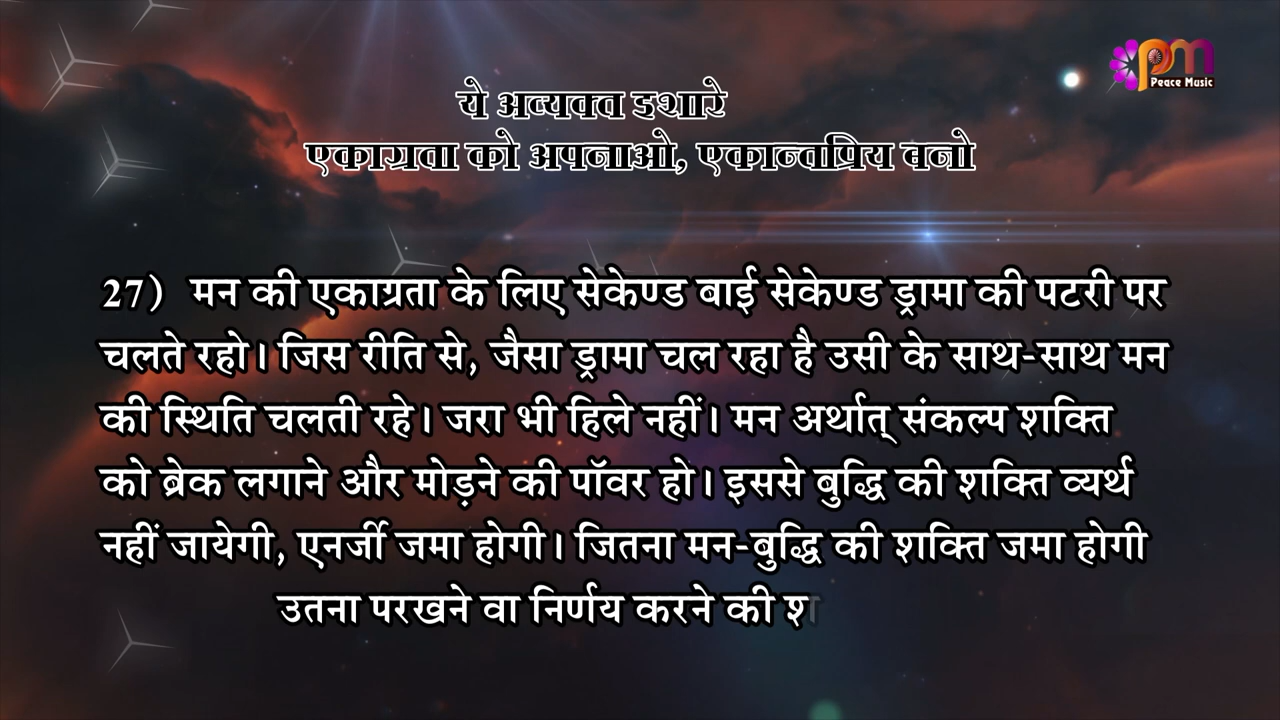 pm
Peace Music
ये अव्यक्त इशारे
एकाग्रता को अपनाओ, एकान्तप्रिय बनो
27) मन की एकाग्रता के लिए सेकेण्ड बाई सेकेण्ड ड्रामा की पटरी पर
चलते रहो। जिस रीति से, जैसा ड्रामा चल रहा है उसी के साथ-साथ मन
की स्थिति चलती रहे। जरा भी हिले नहीं। मन अर्थात् संकल्प शक्ति
को ब्रेक लगाने और मोड़ने की पॉवर हो। इससे बुद्धि की शक्ति व्यर्थ
नहीं जायेगी, एनर्जी जमा होगी। जितना मन-बुद्धि की शक्ति जमा होगी
उतना परखने वा निर्णय करने की